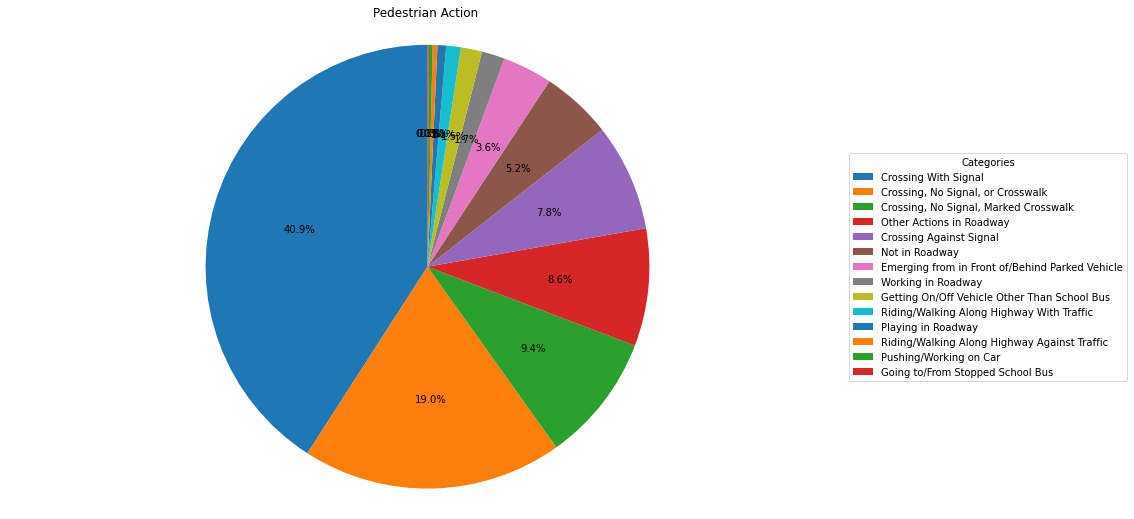 Pedestrian Action
40.9%
19.0%
9.4%
8.6%
7.8%
5.2%
3.6%
1.7%
1.5%
Categories
Crossing With Signal
Crossing, No Signal, or Crosswalk
Crossing, No Signal, Marked Crosswalk
Other Actions in Roadway
Crossing Against Signal
Not in Roadway
Emerging from in Front of/Behind Parked Vehicle
Working in Roadway
Getting On/Off Vehicle Other Than School Bus
Riding/Walking Along Highway With Traffic
Playing in Roadway
Riding/Walking Along Highway Against Traffic
Pushing/Working on Car
Going to/From Stopped School Bus